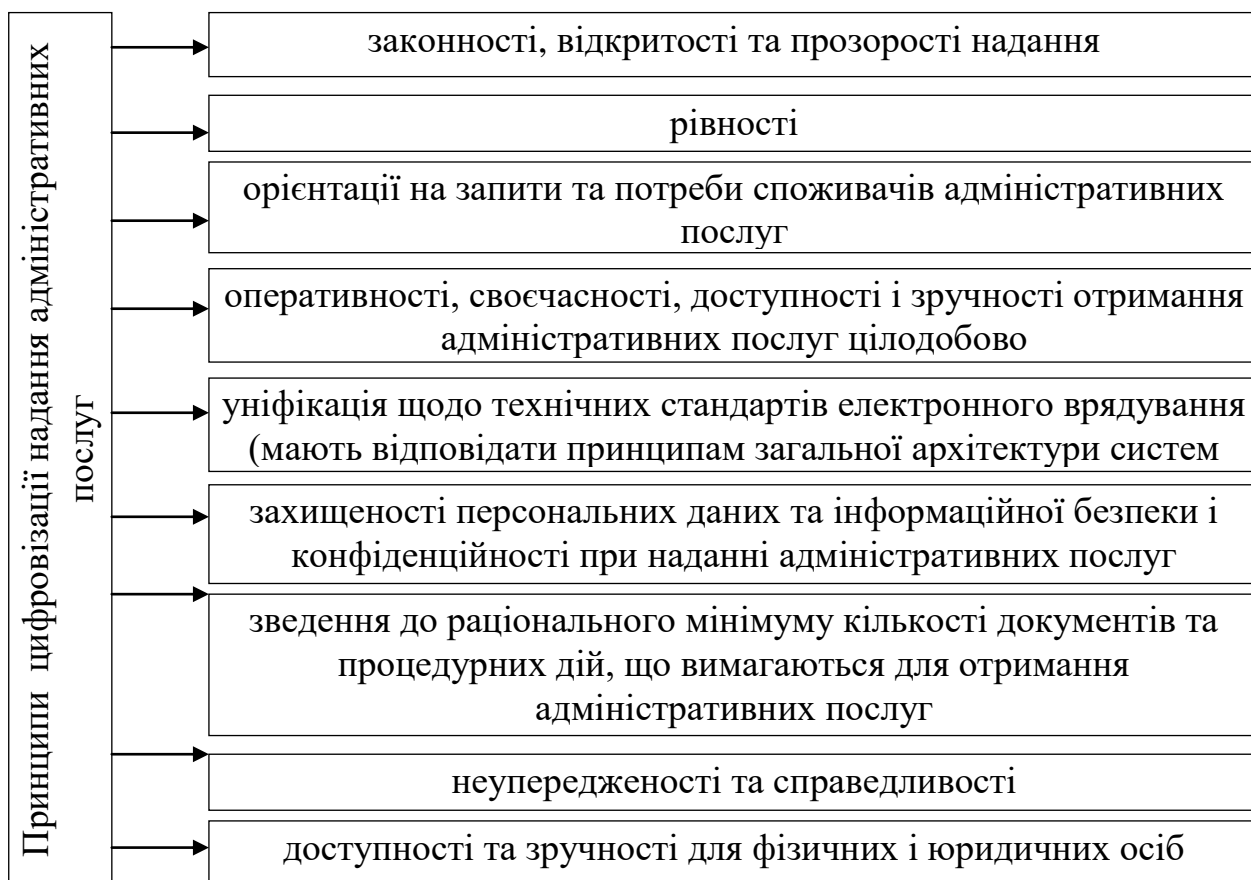 Принципи цифровізації надання адміністративних
послуг
законності, відкритості та прозорості надання
рівності
орієнтації на запити та потреби споживачів адміністративних
послуг
оперативності, своєчасності, доступності і зручності отримання
адміністративних послуг цілодобово
уніфікація щодо технічних стандартів електронного врядування
(мають відповідати принципам загальної архітектури систем
захищеності персональних даних та інформаційної безпеки і
конфіденційності при наданні адміністративних послуг
зведення до раціонального мінімуму кількості документів та
процедурних дій, що вимагаються для отримання
адміністративних послуг
неупередженості та справедливості
доступності та зручності для фізичних і юридичних осіб